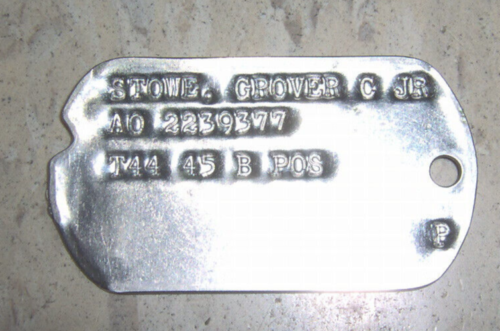 STOWE, GROVER C JR
AO 2239377
T44 45 B POS
P